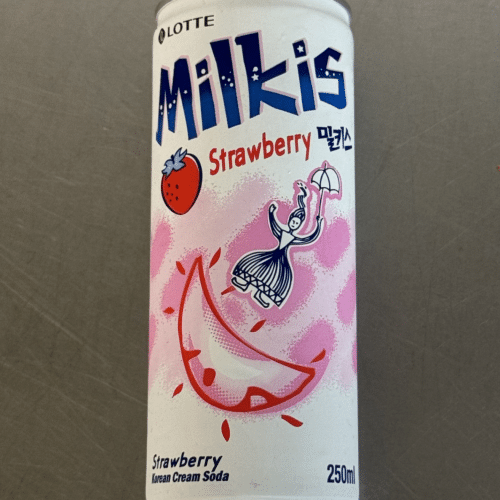 LOTTE
Milkis
Strawberry 밀키스
Strawberry
Korean Cream Soda
250ml